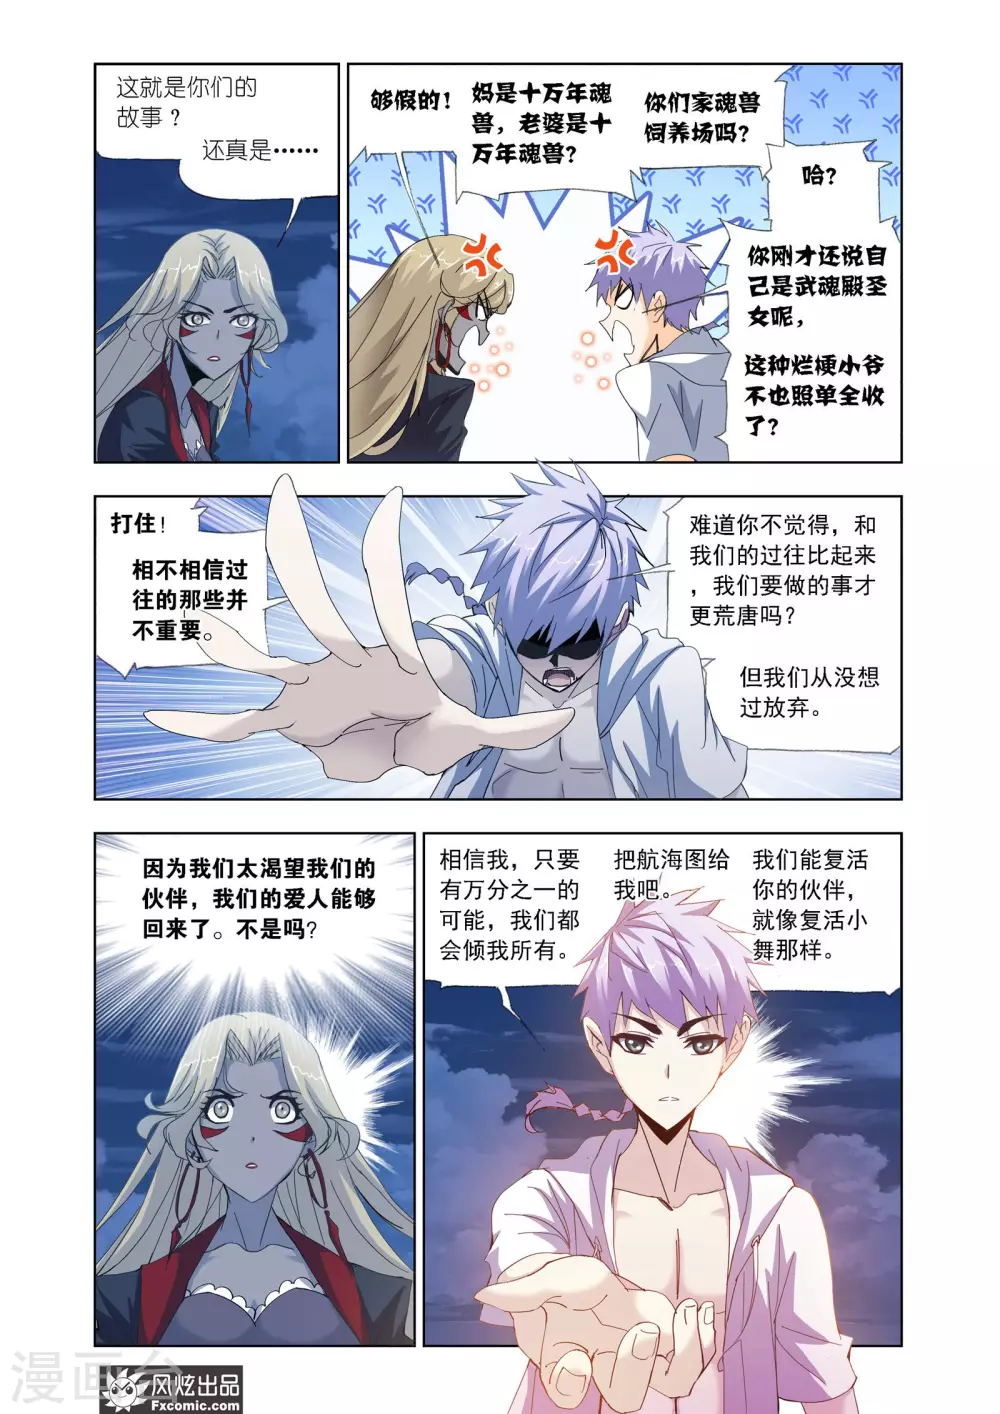 这就是你们的
故事？
还真是······
够假的！
妈是十万年魂
兽，老婆是十
万年魂兽？
你们家魂兽
饲养场吗？
哈？
你刚才还说自
己是武魂殿圣
女呢，
这种烂梗小爷
不也照单全收
了？
打住！
相不相信过
往的那些并
不重要。
难道你不觉得，和
我们的过往比起来
，我们要做的事才
更荒唐吗？
但我们从没想
过放弃。
因为我们太渴望我们的
伙伴，我们的爱人能够
回来了。不是吗？
相信我，只要
有万分之一的
可能，我们都
会倾我所有。
把航海图给
我吧。
我们能复活
你的伙伴，
就像复活小
舞那样。
漫画台
风炫出品
Fxcomic.com